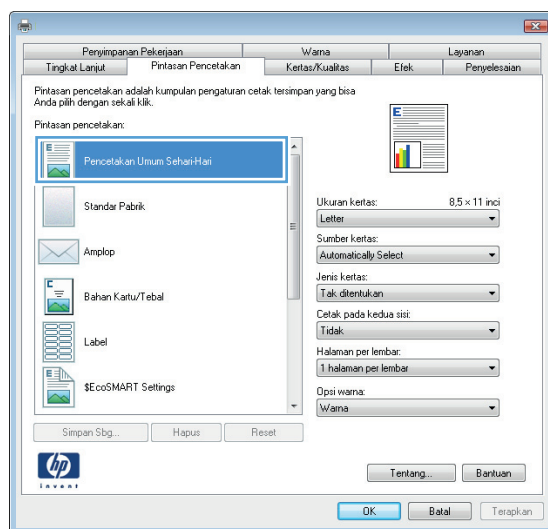 Penyimpanan Pekerjaan Warna Layanan
Tingkat Lanjut Pintasan Pencetakan Kertas/Kualitas Efek Penyelesaian
Pintasan pencetakan adalah kumpulan pengaturan cetak tersimpan yang bisa
Anda pilih dengan sekali klik.
Pintasan pencetakan:
Pencetakan Umum Sehari-Hari
Standar Pabrik
Amplop
Bahan Kartu/Tebal
Label
$EcoSMART Settings
Simpan Sbg... Hapus Reset
E
Ukuran kertas: 8,5 × 11 inci
Letter
Sumber kertas:
Automatically Select
Jenis kertas:
Tak ditentukan
Cetak pada kedua sisi:
Tidak
Halaman per lembar:
1 halaman per lembar
Opsi warna:
Warna
hp
invent
Tentang... Bantuan
OK Batal Terapkan